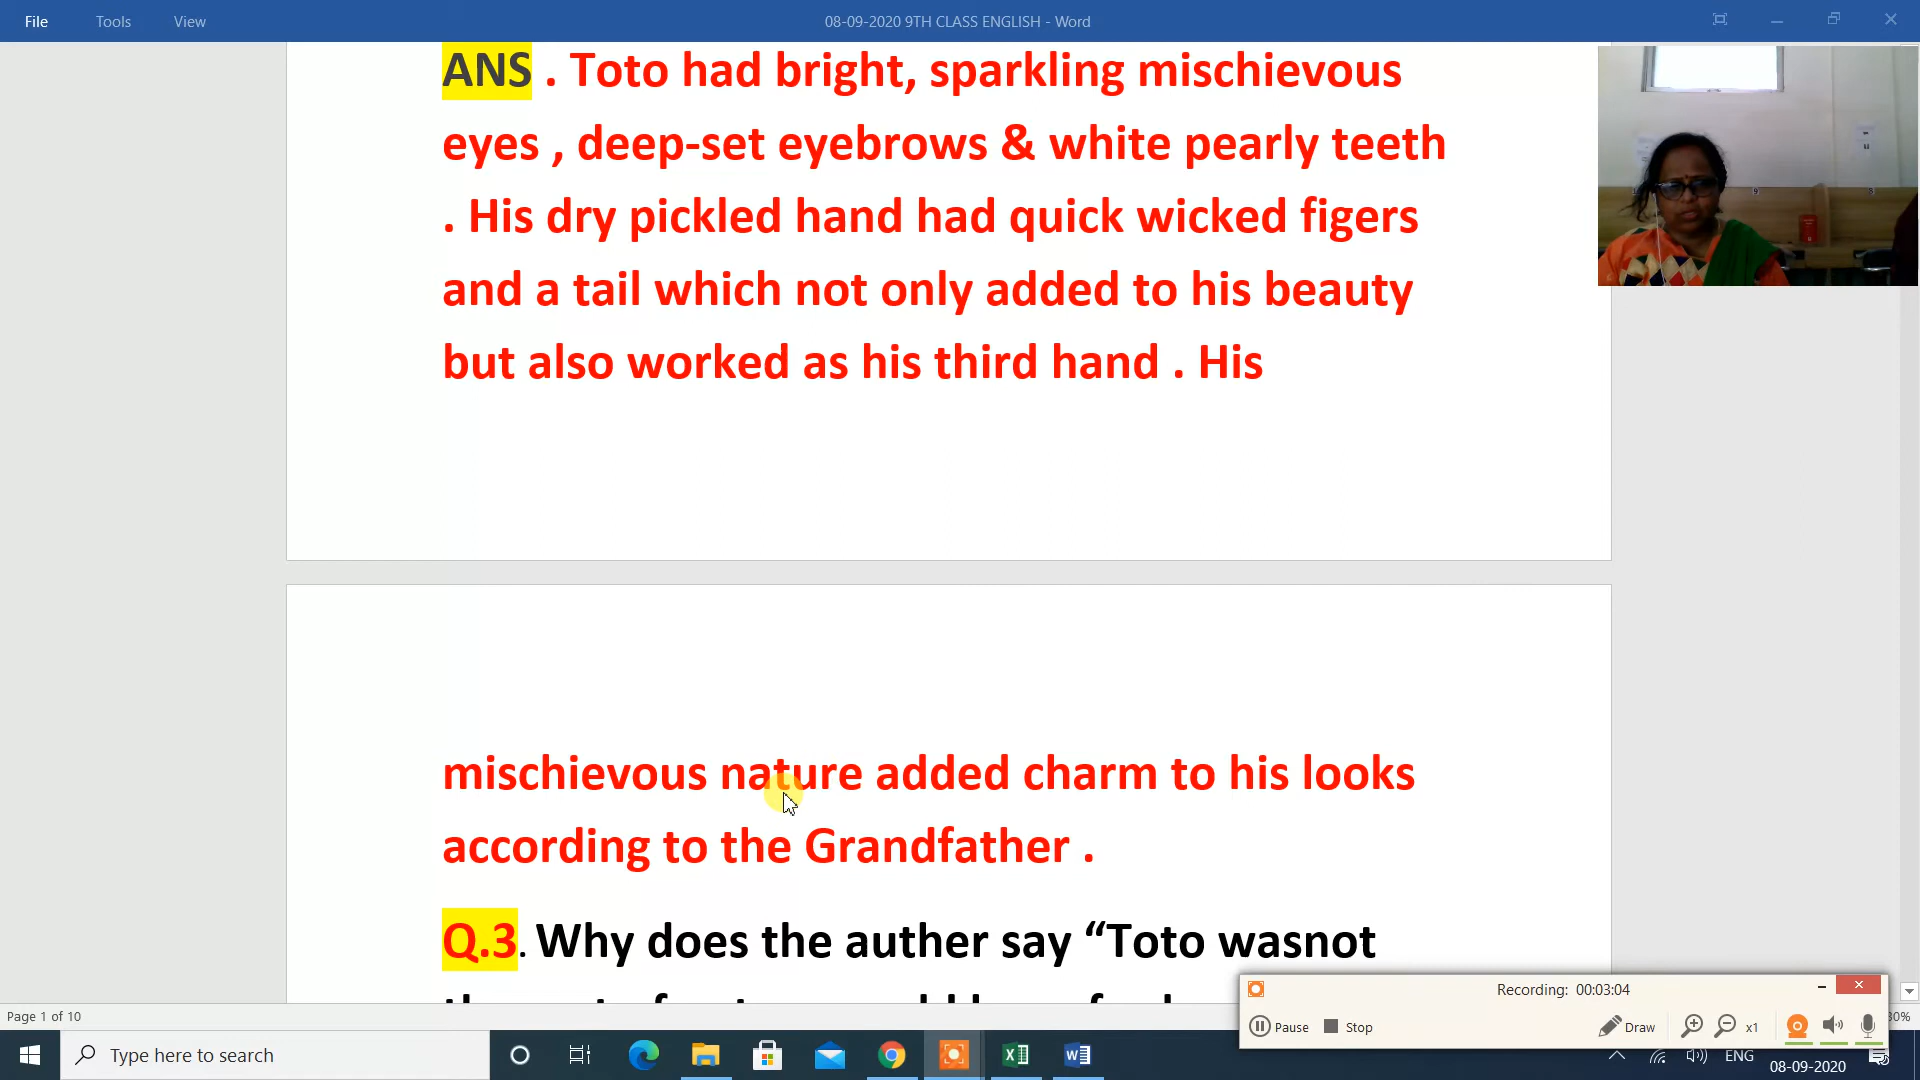 File Tools View 08-09-2020 9TH CLASS ENGLISH - Word
ANS . Toto had bright, sparkling mischievous
eyes , deep-set eyebrows & white pearly teeth
. His dry pickled hand had quick wicked figers
and a tail which not only added to his beauty
but also worked as his third hand . His
mischievous nature added charm to his looks
according to the Grandfather .
Q.3. Why does the auther say “Toto wasnot
Recording: 00:03:04
Pause Stop Draw x1
Page 1 of 10
Type here to search
ENG
08-09-2020